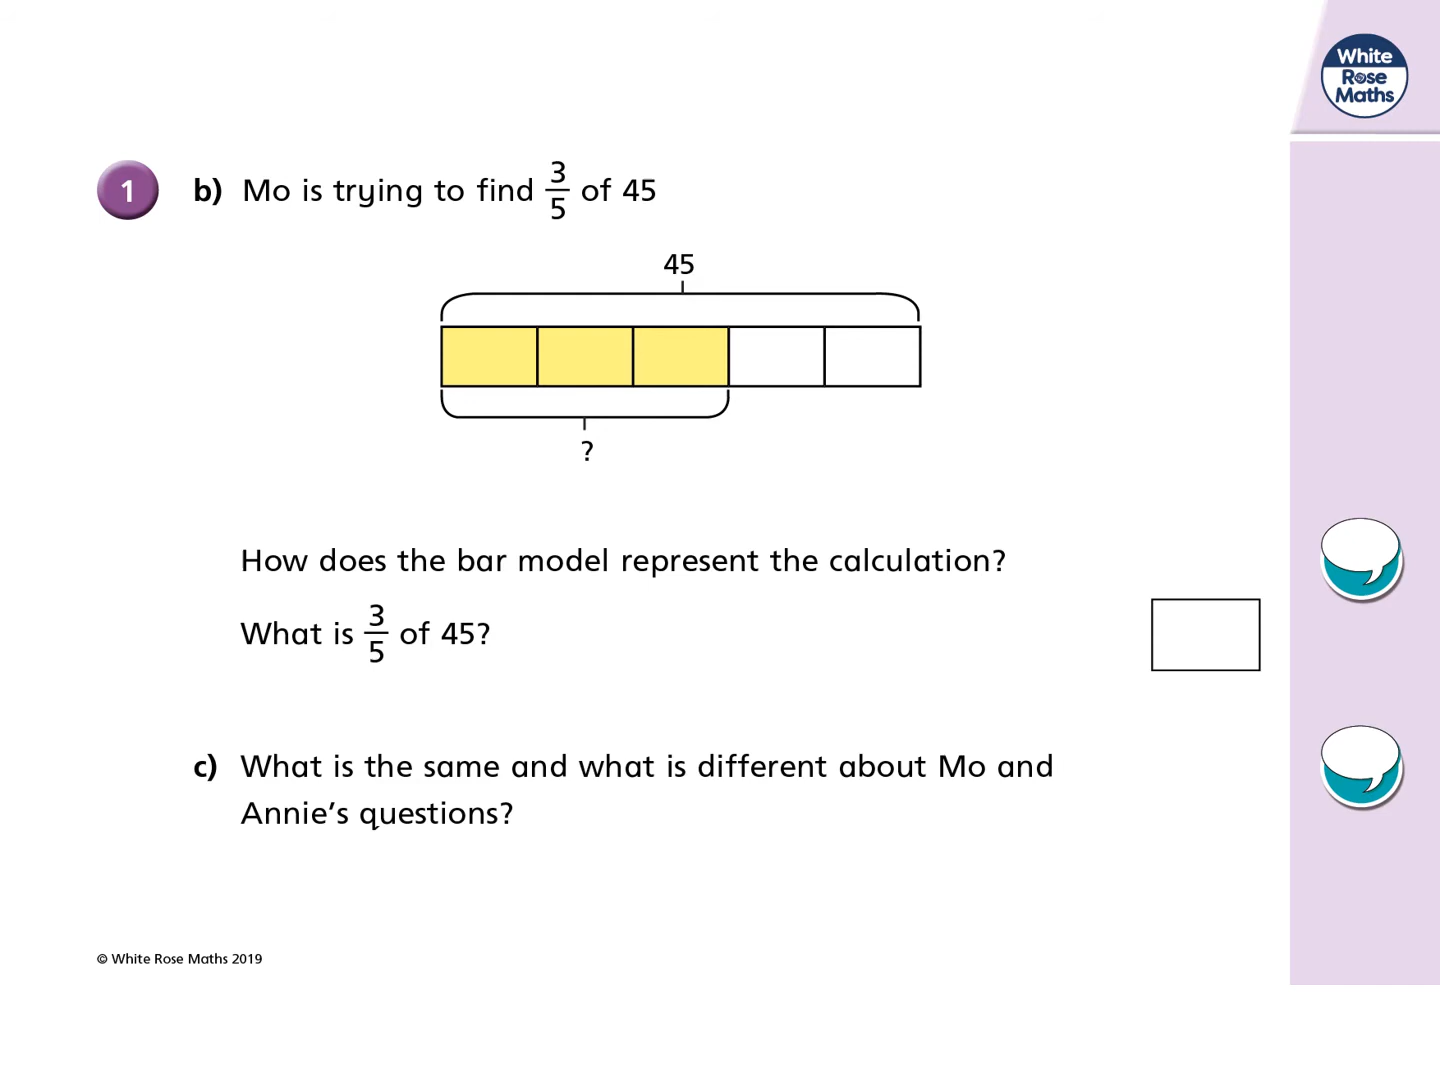 White
Rose
Maths
1 b) Mo is trying to find 3/5 of 45
45
?
How does the bar model represent the calculation?
What is 3/5 of 45?
c) What is the same and what is different about Mo and
Annie’s questions?
© White Rose Maths 2019